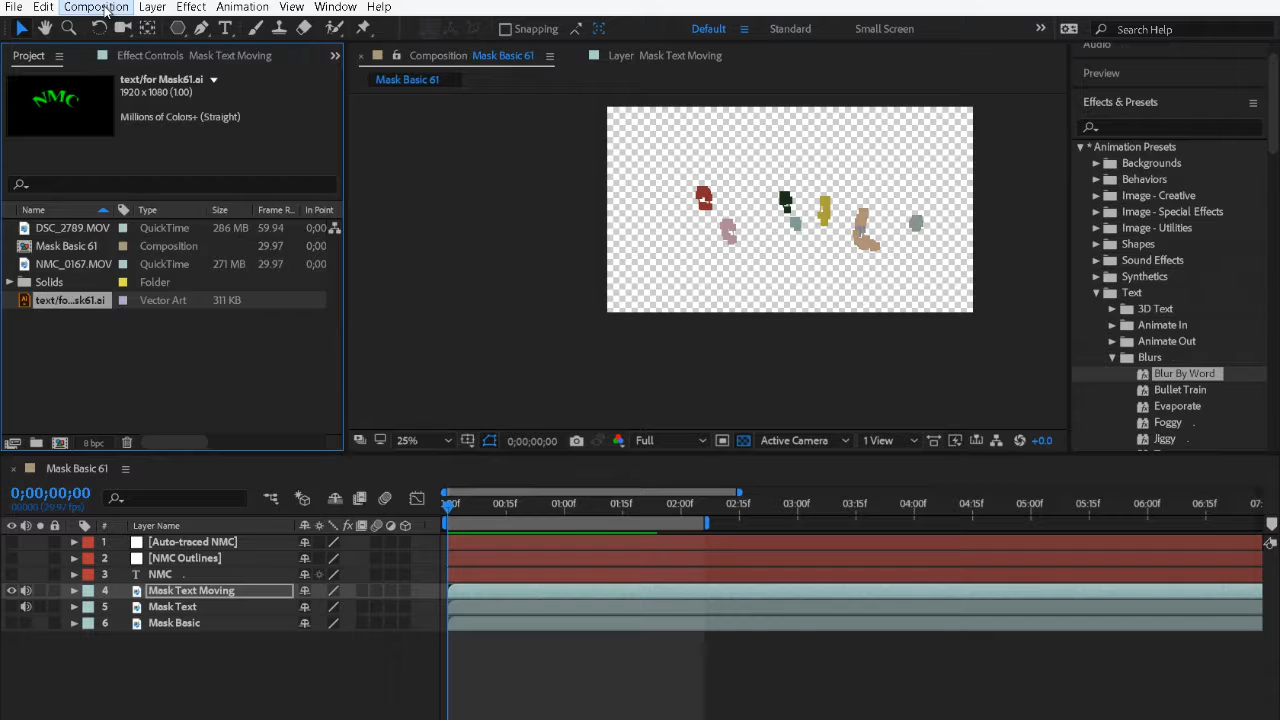 File Edit Composition Layer Effect Animation View Window Help
Snapping Default Standard Small Screen Search Help
Project Effect Controls Mask Text Moving Composition Mask Basic 61 Layer Mask Text Moving Audio
text/for Mask61.ai
1920 x 1080 (1.00)
Millions of Colors+ (Straight)
NMC
Mask Basic 61
Preview
Effects & Presets
Name Type Size Frame R... In Point
DSC_2789.MOV QuickTime 286 MB 59.94 0;00
Mask Basic 61 Composition 29.97 0;00
NMC_0167.MOV QuickTime 271 MB 29.97 0;00
Solids Folder
text/fo...sk61.ai Vector Art 311 KB
* Animation Presets
Backgrounds
Behaviors
Image - Creative
Image - Special Effects
Image - Utilities
Shapes
Sound Effects
Synthetics
Text
3D Text
Animate In
Animate Out
Blurs
Blur By Word
Bullet Train
Evaporate
Foggy
Jiggy
8 bpc
25% 0;00;00;00 Full Active Camera 1 View +0.0
Mask Basic 61
0;00;00;00
00000 (29.97 fps)
:00f 00:15f 01:00f 01:15f 02:00f 02:15f 03:00f 03:15f 04:00f 04:15f 05:00f 05:15f 06:00f 06:15f 07:
# Layer Name
1 [Auto-traced NMC]
2 [NMC Outlines]
3 T NMC
4 Mask Text Moving
5 Mask Text
6 Mask Basic